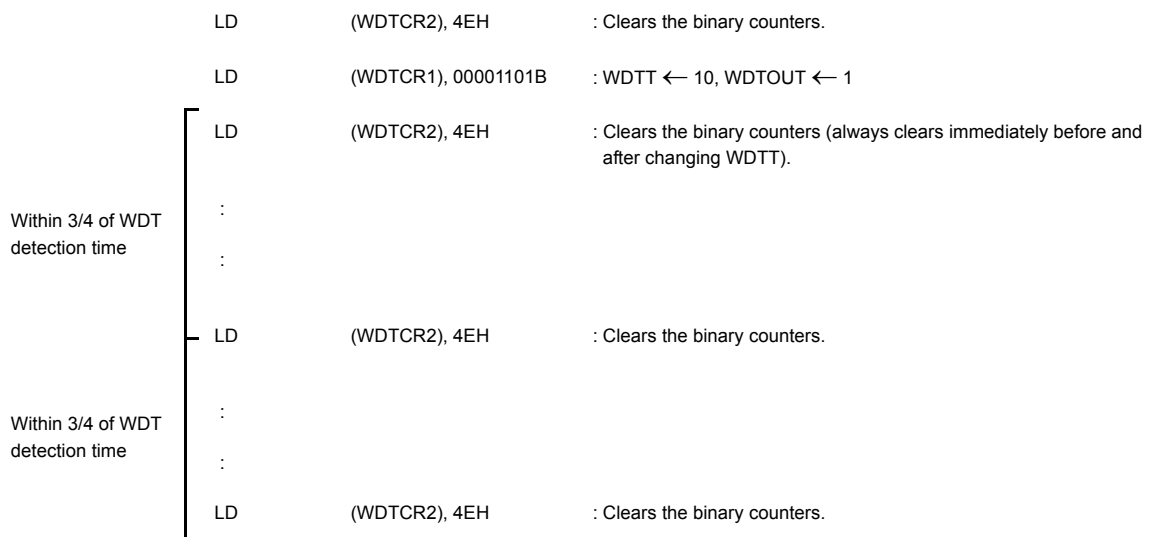 LD (WDTCR2), 4EH : Clears the binary counters.
LD (WDTCR1), 00001101B : WDTT ← 10, WDTOUT ← 1
LD (WDTCR2), 4EH : Clears the binary counters (always clears immediately before and
after changing WDTT).
Within 3/4 of WDT :
detection time
:
LD (WDTCR2), 4EH : Clears the binary counters.
Within 3/4 of WDT :
detection time
:
LD (WDTCR2), 4EH : Clears the binary counters.